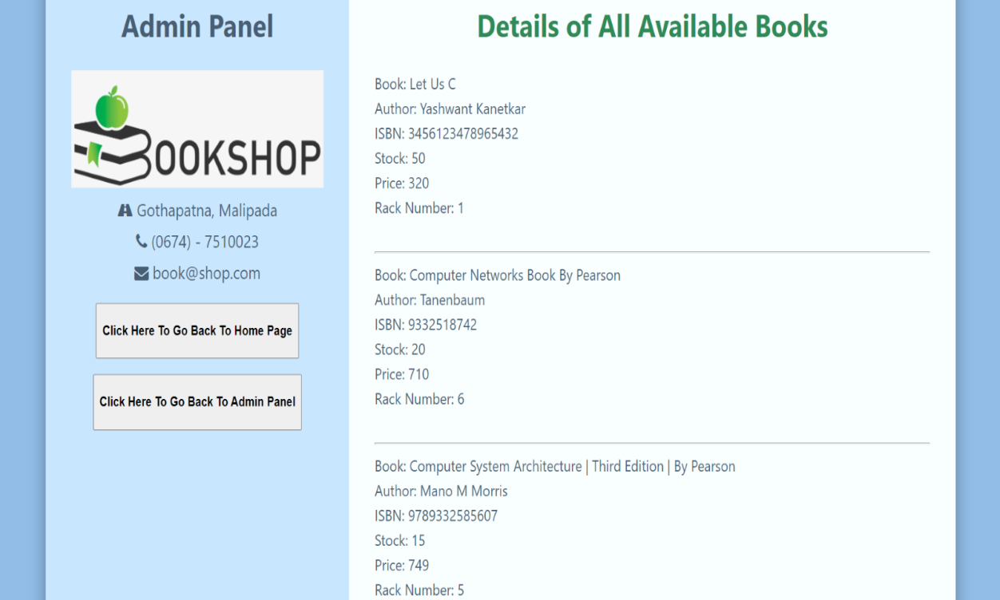 Admin Panel
BOOKSHOP
Gothapatna, Malipada
(0674) - 7510023
book@shop.com
Click Here To Go Back To Home Page
Click Here To Go Back To Admin Panel
Details of All Available Books
Book: Let Us C
Author: Yashwant Kanetkar
ISBN: 3456123478965432
Stock: 50
Price: 320
Rack Number: 1
Book: Computer Networks Book By Pearson
Author: Tanenbaum
ISBN: 9332518742
Stock: 20
Price: 710
Rack Number: 6
Book: Computer System Architecture | Third Edition | By Pearson
Author: Mano M Morris
ISBN: 9789332585607
Stock: 15
Price: 749
Rack Number: 5